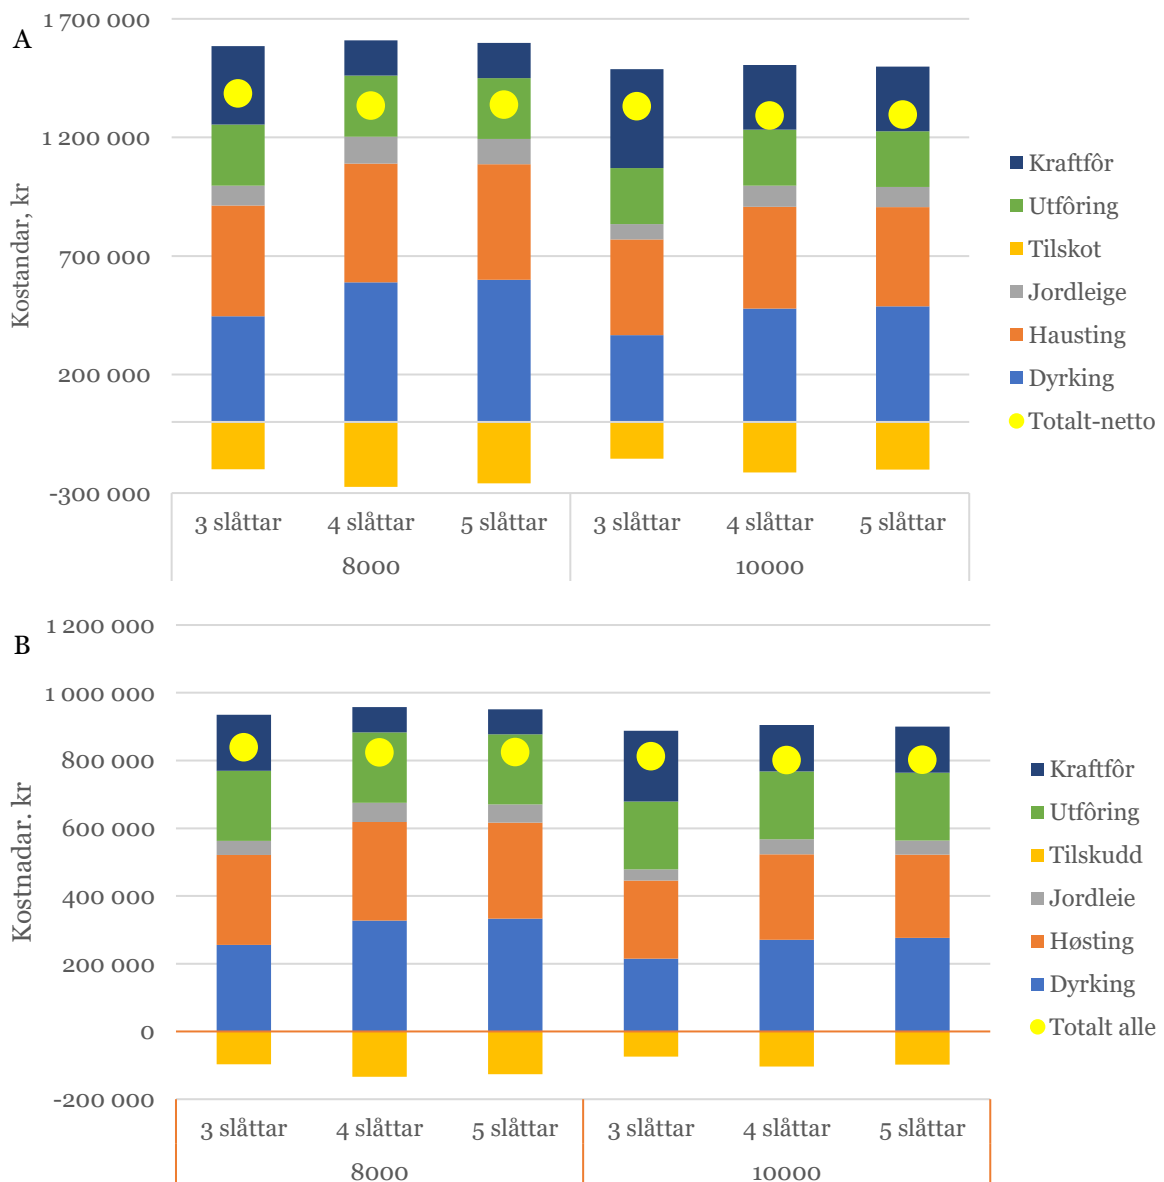 A
Kostandar, kr
1 700 000
1 200 000
700 000
200 000
-300 000
3 slåttar 4 slåttar 5 slåttar 3 slåttar 4 slåttar 5 slåttar
8000 10000
Kraftfôr
Utfôring
Tilskot
Jordleige
Hausting
Dyrking
Totalt-netto
B
Kostnadar. kr
1 200 000
1 000 000
800 000
600 000
400 000
200 000
0
-200 000
3 slåttar 4 slåttar 5 slåttar 3 slåttar 4 slåttar 5 slåttar
8000 10000
Kraftfôr
Utfôring
Tilskudd
Jordleie
Høsting
Dyrking
Totalt alle